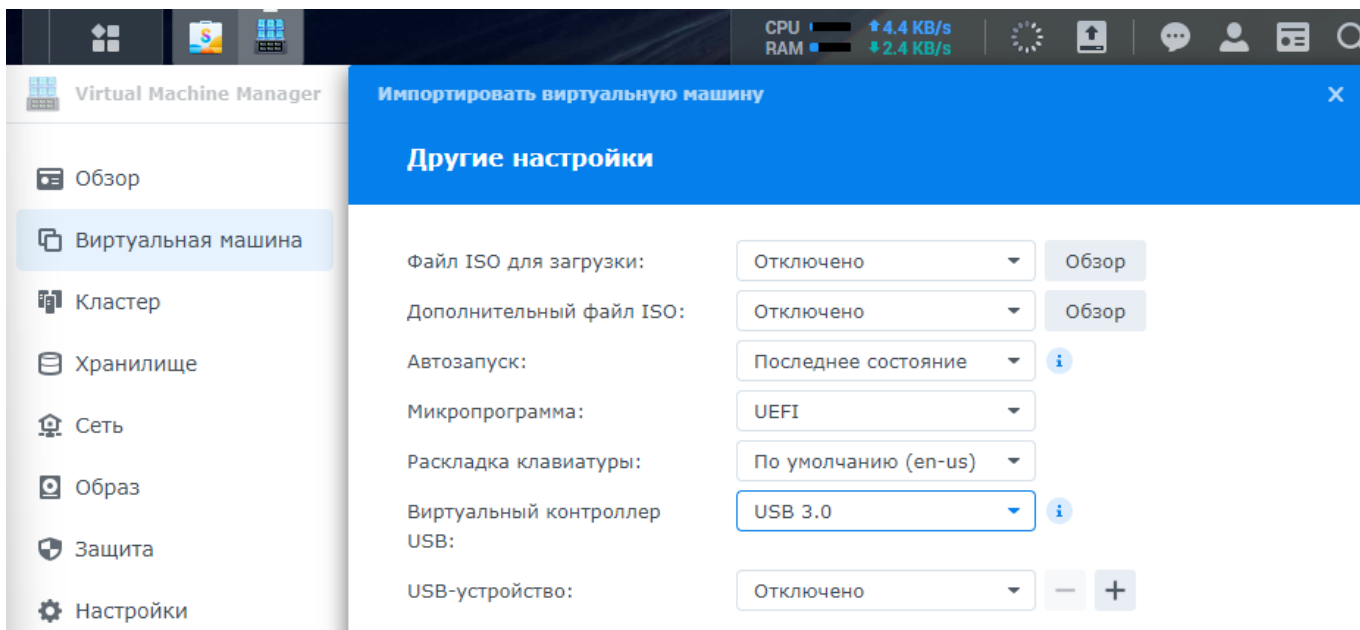 CPU ↑4.4 KB/s
RAM ↓2.4 KB/s
Virtual Machine Manager
Импортировать виртуальную машину
Другие настройки
Обзор
Виртуальная машина
Кластер
Хранилище
Сеть
Образ
Защита
Настройки
Файл ISO для загрузки: Отключено Обзор
Дополнительный файл ISO: Отключено Обзор
Автозапуск: Последнее состояние
Микропрограмма: UEFI
Раскладка клавиатуры: По умолчанию (en-us)
Виртуальный контроллер USB 3.0
USB:
USB-устройство: Отключено